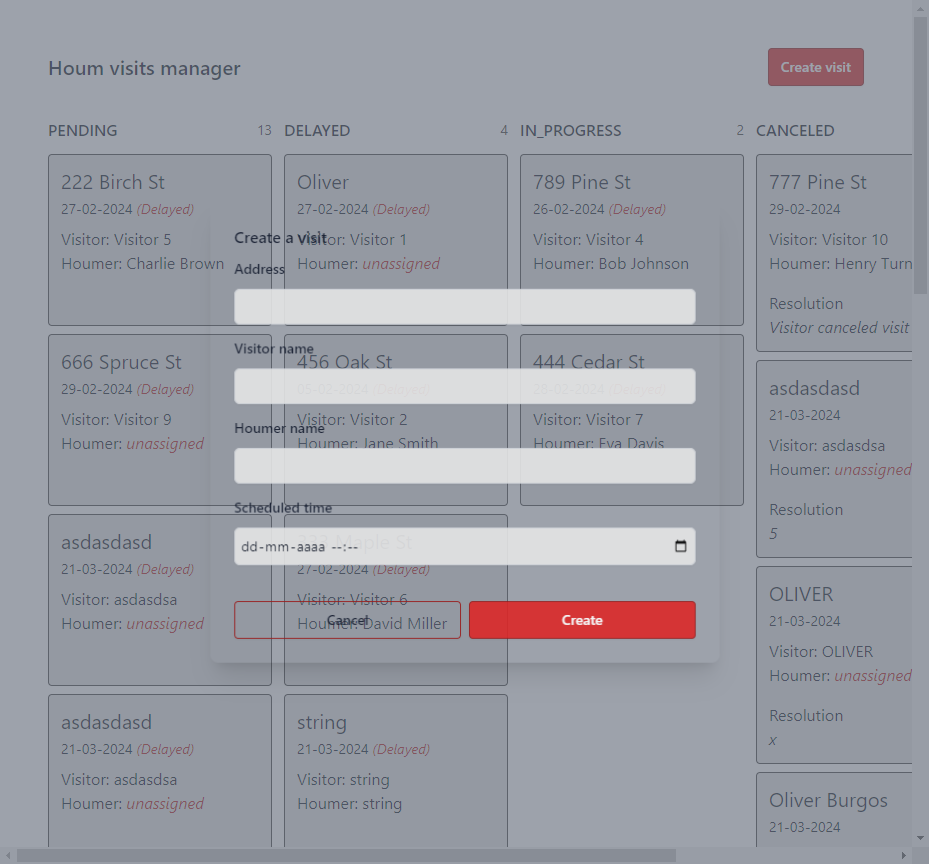 Houm visits manager
Create visit
PENDING 13
222 Birch St
27-02-2024 (Delayed)
Visitor: Visitor 5
Houmer: Charlie Brown
666 Spruce St
29-02-2024 (Delayed)
Visitor: Visitor 9
Houmer: unassigned
asdasdasd
21-03-2024 (Delayed)
Visitor: asdasdsa
Houmer: unassigned
asdasdasd
21-03-2024 (Delayed)
Visitor: asdasdsa
Houmer: unassigned
DELAYED 4
Oliver
27-02-2024 (Delayed)
Visitor: Visitor 1
Houmer: unassigned
456 Oak St
05-02-2024 (Delayed)
Visitor: Visitor 2
Houmer: Jane Smith
333 Maple St
27-02-2024 (Delayed)
Visitor: Visitor 6
Houmer: David Miller
string
21-03-2024 (Delayed)
Visitor: string
Houmer: string
IN_PROGRESS 2
789 Pine St
26-02-2024 (Delayed)
Visitor: Visitor 4
Houmer: Bob Johnson
444 Cedar St
28-02-2024 (Delayed)
Visitor: Visitor 7
Houmer: Eva Davis
CANCELED
777 Pine St
29-02-2024
Visitor: Visitor 10
Houmer: Henry Turn
Resolution
Visitor canceled visit
asdasdasd
21-03-2024
Visitor: asdasdsa
Houmer: unassigned
Resolution
5
OLIVER
21-03-2024
Visitor: OLIVER
Houmer: unassigned
Resolution
x
Oliver Burgos
21-03-2024
Create a visit
Address
Visitor name
Houmer name
Scheduled time
dd-mm-aaaa --:--
Cancel
Create